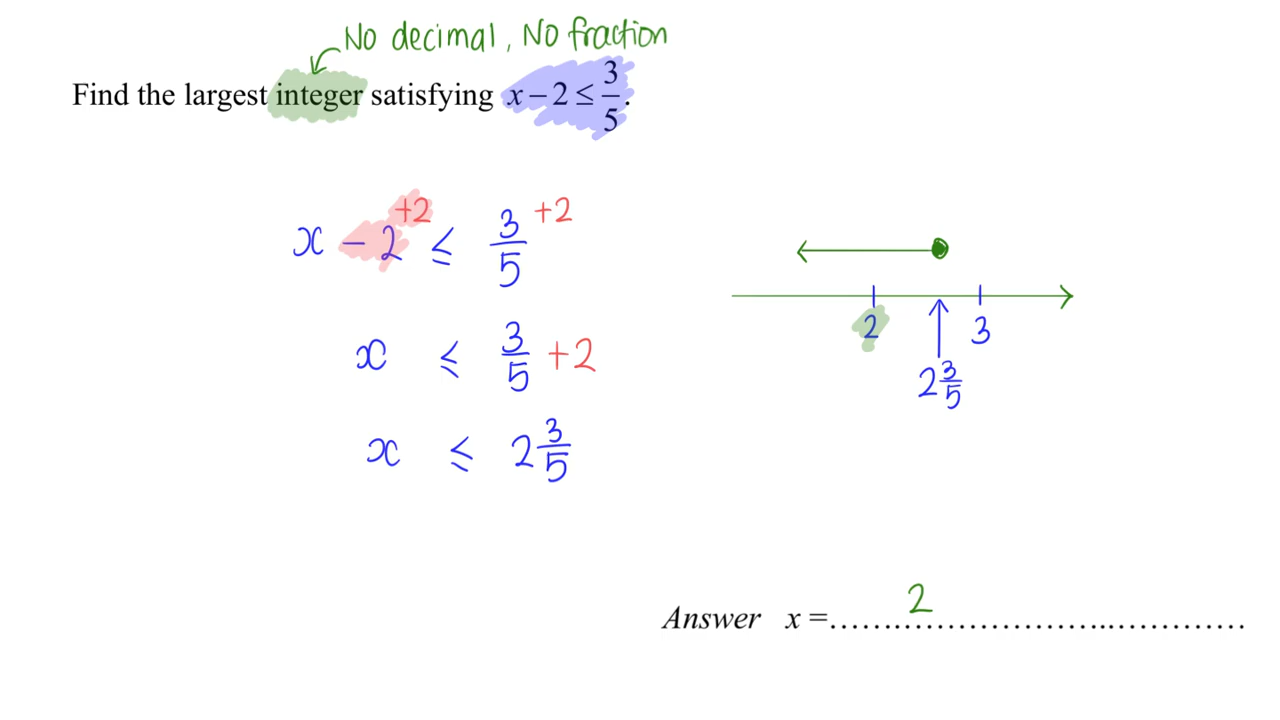 No decimal, No fraction
Find the largest integer satisfying x − 2 ≤ 3/5.
x − 2 +2 ≤ 3/5 +2
x ≤ 3/5 +2
x ≤ 2 3/5
2 3
2 3/5
2
Answer x =……………………………..…………